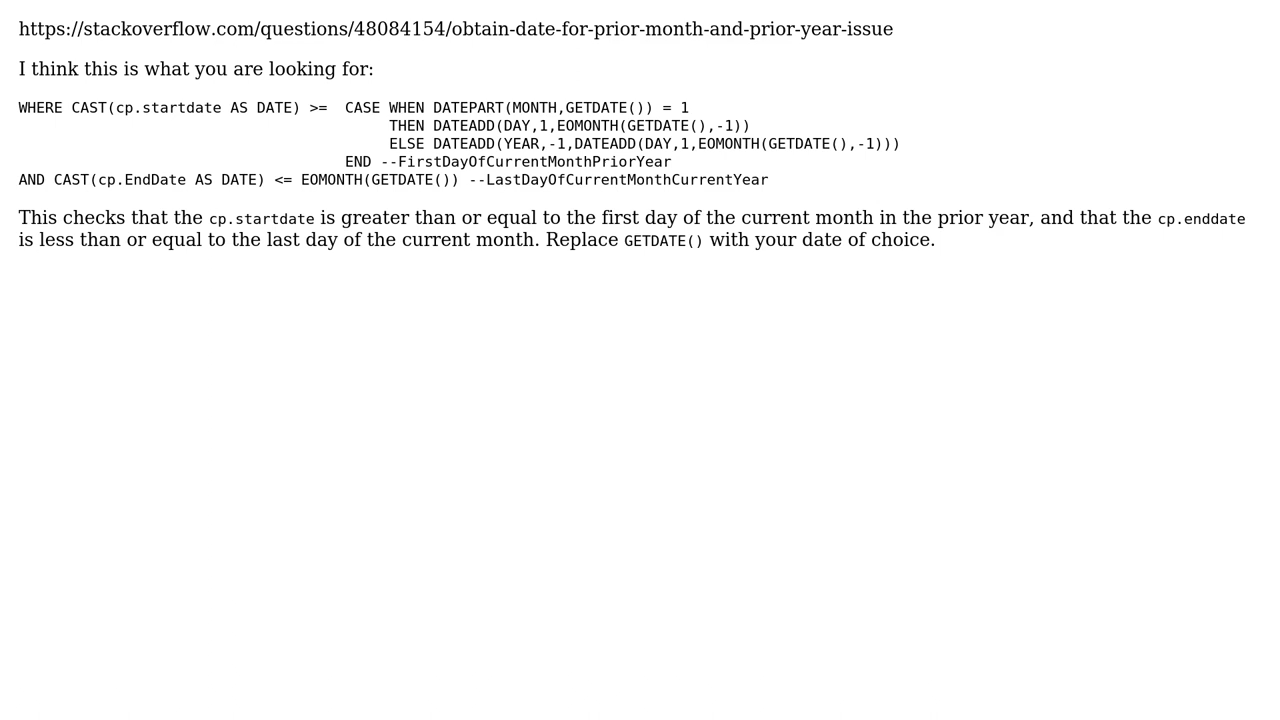 https://stackoverflow.com/questions/48084154/obtain-date-for-prior-month-and-prior-year-issue
I think this is what you are looking for:
WHERE CAST(cp.startdate AS DATE) >=  CASE WHEN DATEPART(MONTH,GETDATE()) = 1
                                          THEN DATEADD(DAY,1,EOMONTH(GETDATE(),-1))
                                          ELSE DATEADD(YEAR,-1,DATEADD(DAY,1,EOMONTH(GETDATE(),-1)))
                                     END --FirstDayOfCurrentMonthPriorYear
AND CAST(cp.EndDate AS DATE) <= EOMONTH(GETDATE()) --LastDayOfCurrentMonthCurrentYear
This checks that the cp.startdate is greater than or equal to the first day of the current month in the prior year, and that the cp.enddate
is less than or equal to the last day of the current month. Replace GETDATE() with your date of choice.